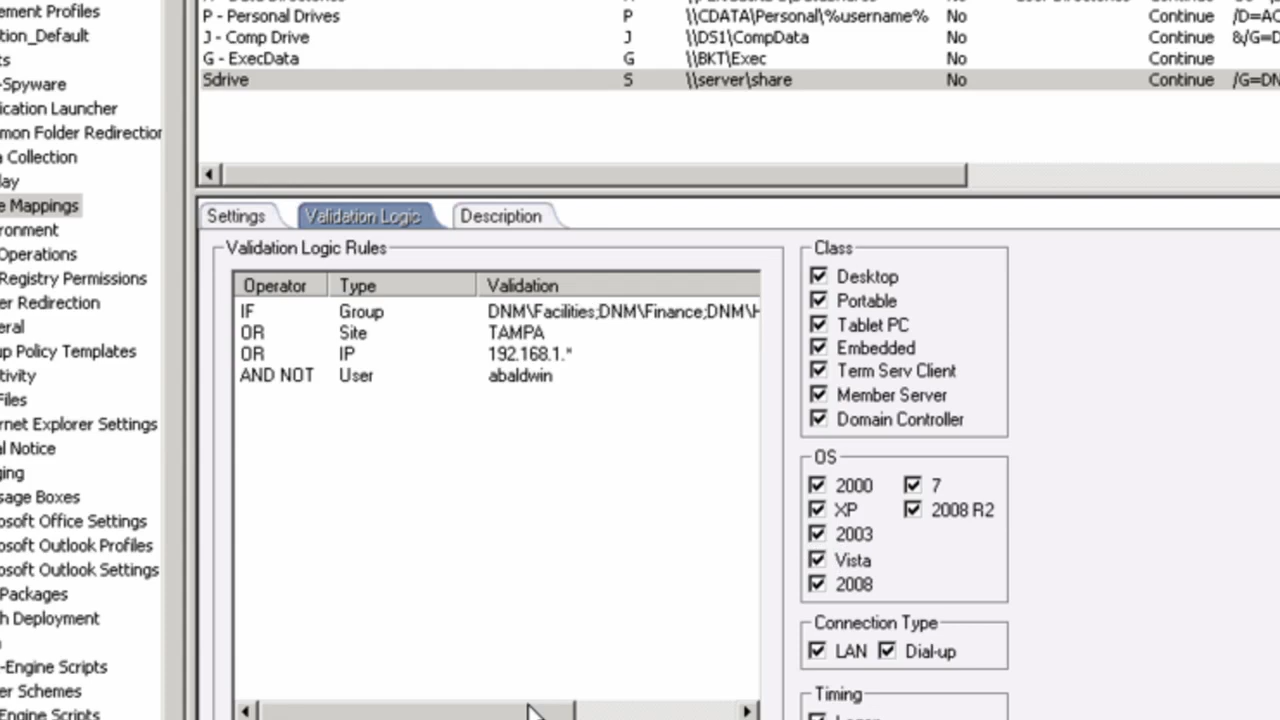 ement Profiles
tion_Default
ts
-Spyware
ication Launcher
mon Folder Redirection
a Collection
lay
e Mappings
ronment
Operations
Registry Permissions
er Redirection
eral
up Policy Templates
tivity
Files
rnet Explorer Settings
al Notice
ging
sage Boxes
osoft Office Settings
osoft Outlook Profiles
osoft Outlook Settings
Packages
h Deployment
-Engine Scripts
er Schemes
Engine Scripts
P - Personal Drives P \\CDATA\Personal\%username% No Continue /D=AC
J - Comp Drive J \\DS1\CompData No Continue &/G=D
G - ExecData G \\BKT\Exec No Continue
Sdrive S \\server\share No Continue /G=DN
Settings Validation Logic Description
Validation Logic Rules
Operator Type Validation
IF Group DNM\Facilities;DNM\Finance;DNM\H
OR Site TAMPA
OR IP 192.168.1.*
AND NOT User abaldwin
Class
Desktop
Portable
Tablet PC
Embedded
Term Serv Client
Member Server
Domain Controller
OS
2000 7
XP 2008 R2
2003
Vista
2008
Connection Type
LAN Dial-up
Timing